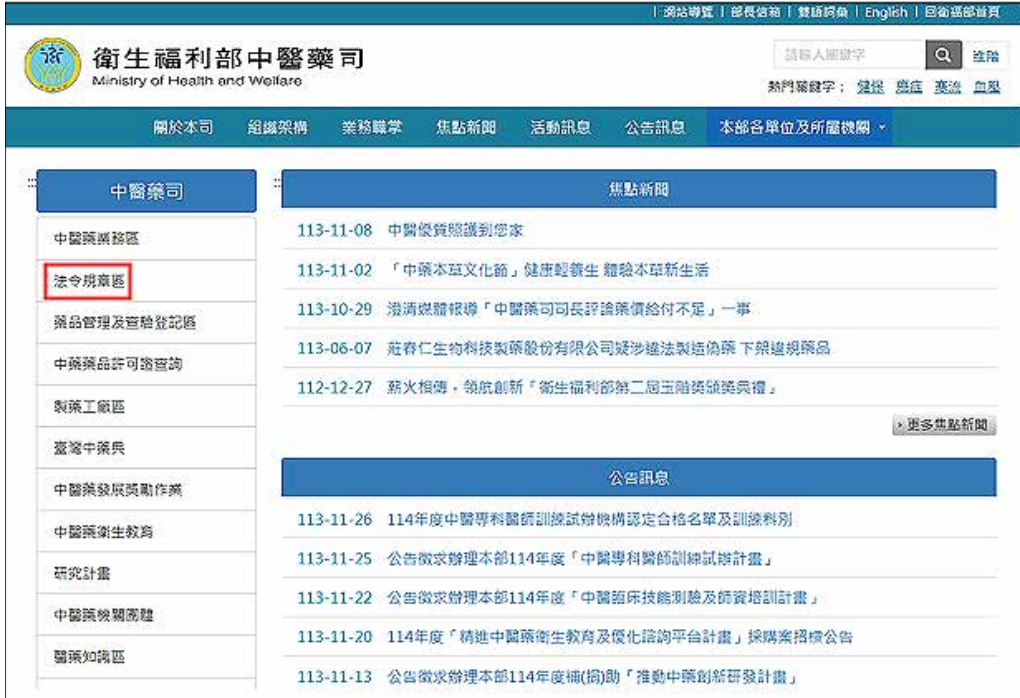 網站導覽 | 部長信箱 | 雙語詞彙 | English | 回衛福部首頁
衛生福利部中醫藥司
Ministry of Health and Welfare
請輸入關鍵字
進階
熱門關鍵字： 健保 癌症 寒流 血壓
關於本司 組織架構 業務職掌 焦點新聞 活動訊息 公告訊息 本部各單位及所屬機關
中醫藥司
中醫藥業務區
法令規章區
藥品管理及查驗登記區
中藥藥品許可證查詢
製藥工廠區
臺灣中藥典
中醫藥發展獎勵作業
中醫藥衛生教育
研究計畫
中醫藥機關團體
醫藥知識區
焦點新聞
113-11-08 中醫優質照護到您家
113-11-02 「中藥本草文化節」健康輕養生 體驗本草新生活
113-10-29 澄清媒體報導「中醫藥司司長評論藥價給付不足」一事
113-06-07 莊春仁生物科技製藥股份有限公司疑涉違法製造偽藥 下架違規藥品
112-12-27 薪火相傳，領航創新『衛生福利部第二屆玉階獎頒獎典禮』
更多焦點新聞
公告訊息
113-11-26 114年度中醫專科醫師訓練試辦機構認定合格名單及訓練科別
113-11-25 公告徵求辦理本部114年度「中醫專科醫師訓練試辦計畫」
113-11-22 公告徵求辦理本部114年度「中醫臨床技能測驗及師資培訓計畫」
113-11-20 114年度「精進中醫藥衛生教育及優化諮詢平台計畫」採購案招標公告
113-11-13 公告徵求辦理本部114年度補(捐)助「推動中藥創新研發計畫」